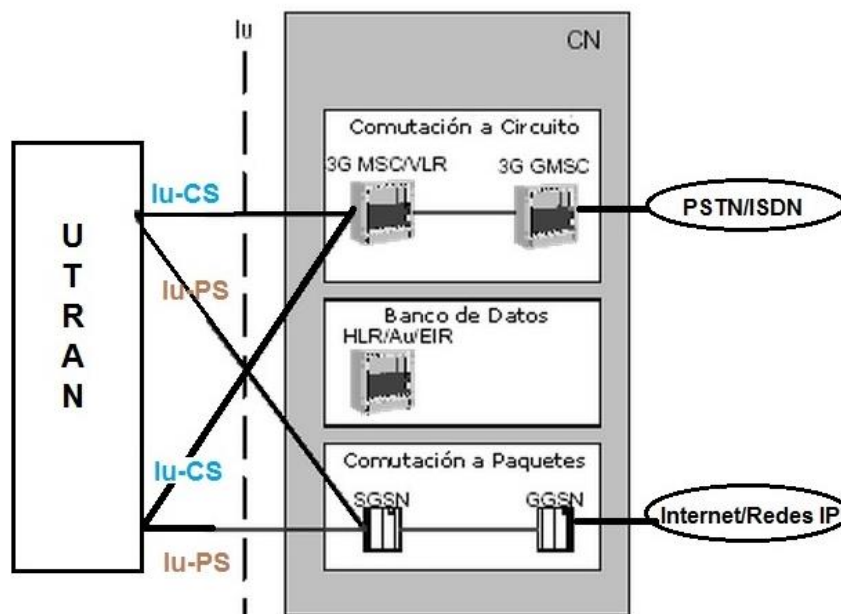 Iu
CN
Comutación a Circuito
3G MSC/VLR
3G GMSC
Iu-CS
PSTN/ISDN
UTRAN
Iu-PS
Banco de Datos
HLR/Au/EIR
Iu-CS
Comutación a Paquetes
SGSN
GGSN
Internet/Redes IP
Iu-PS